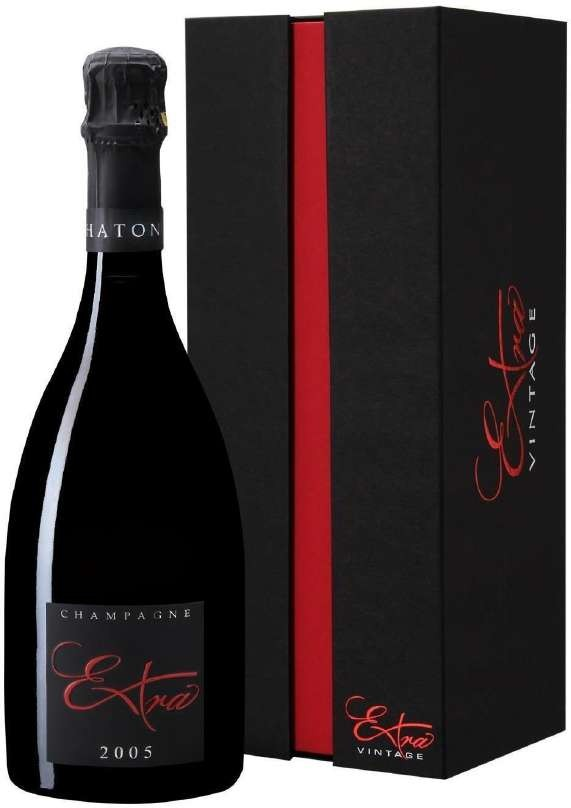 HATON
CHAMPAGNE
Extra
2005
Extra
VINTAGE
Extra
VINTAGE